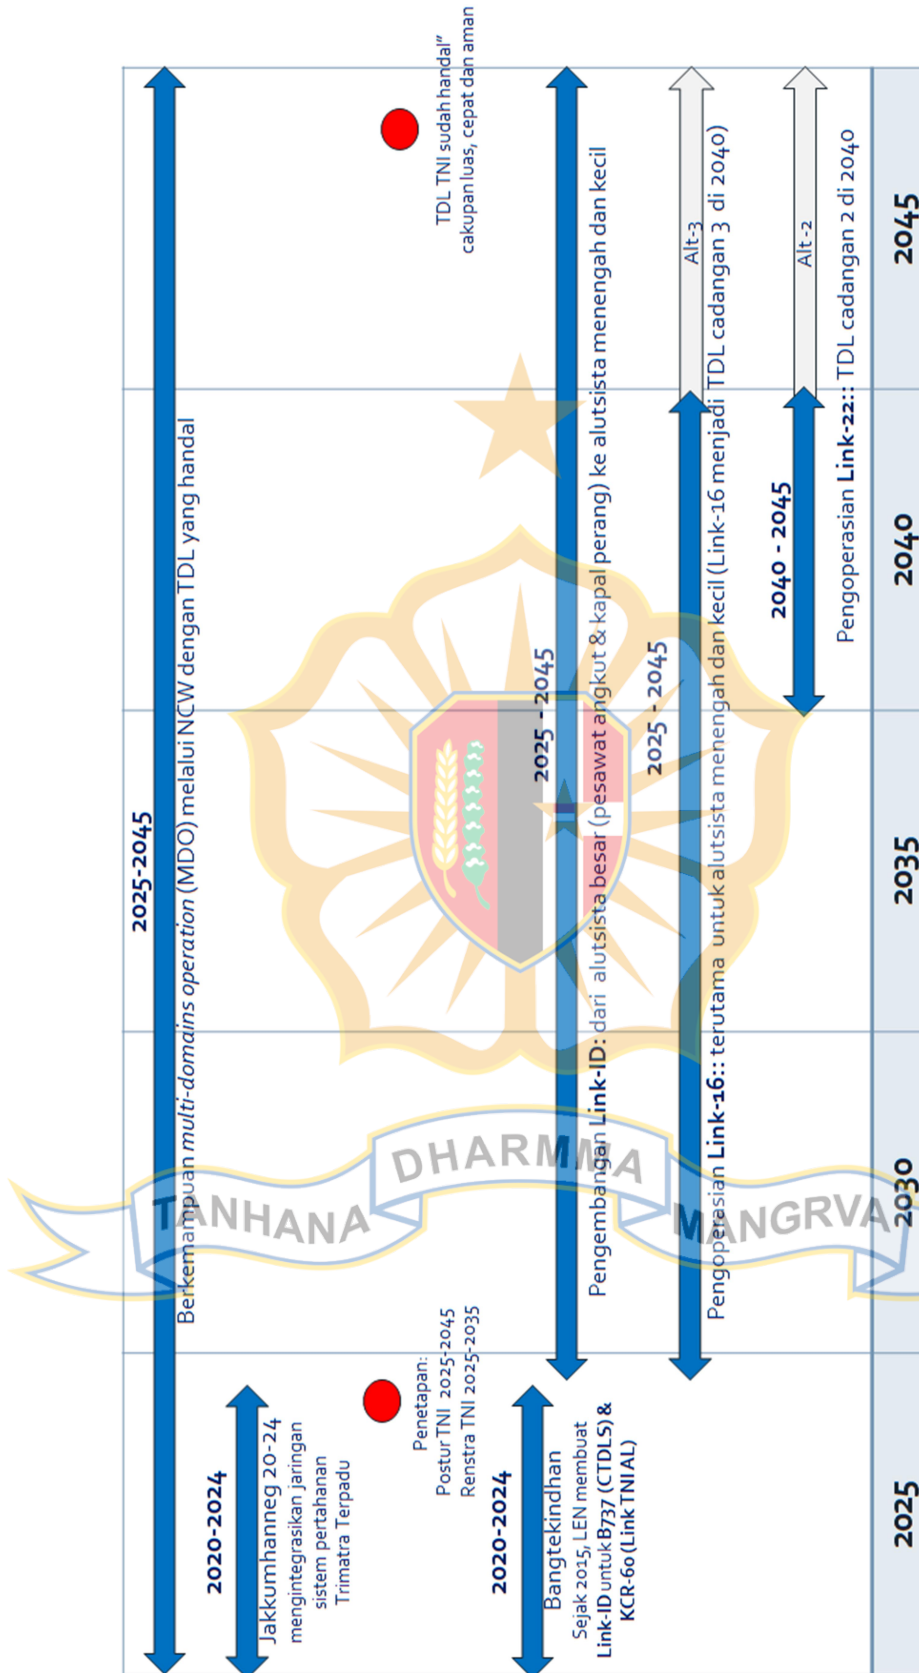 2025-2045
Berkemampuan multi-domains operation (MDO) melalui NCW dengan TDL yang handal
2020-2024
Jakkumhanneg 20-24
mengintegrasikan jaringan
sistem pertahanan
Trimatra Terpadu
Penetapan:
Postur TNI 2025-2045
Renstra TNI 2025-2035
TDL TNI sudah handal”
cakupan luas, cepat dan aman
2020-2024
Bangtekindhan
Sejak 2015, LEN membuat
Link-ID untuk B737 (CTDLS) &
KCR-60 (Link TNI AL)
2025 - 2045
Pengembangan Link-ID: dari alutsista besar (pesawat angkut & kapal perang) ke alutsista menengah dan kecil
2025 - 2045
Alt-3
Pengoperasian Link-16:: terutama untuk alutsista menengah dan kecil (Link-16 menjadi TDL cadangan 3 di 2040)
2040 - 2045
Alt -2
Pengoperasian Link-22:: TDL cadangan 2 di 2040
2025
2030
2035
2040
2045
TANHANA
DHARMMA
MANGRVA